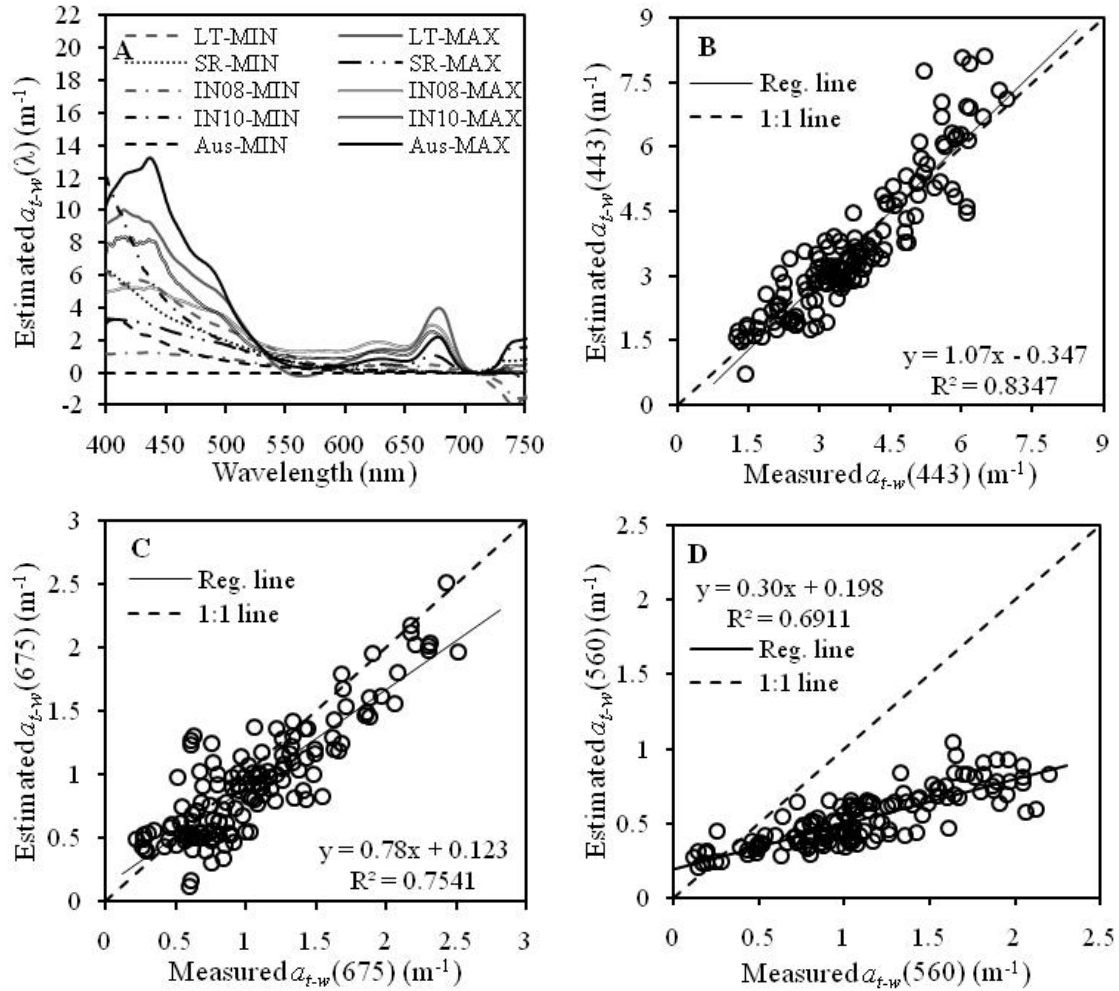 A
LT-MIN
LT-MAX
SR-MIN
SR-MAX
IN08-MIN
IN08-MAX
IN10-MIN
IN10-MAX
Aus-MIN
Aus-MAX
22
20
18
16
14
12
10
8
6
4
2
0
-2
400 450 500 550 600 650 700 750
Estimated a_{t-w}(λ) (m⁻¹)
Wavelength (nm)
B
Reg. line
1:1 line
y = 1.07x - 0.347
R² = 0.8347
9
7.5
6
4.5
3
1.5
0
0 1.5 3 4.5 6 7.5 9
Estimated a_{t-w}(443) (m⁻¹)
Measured a_{t-w}(443) (m⁻¹)
C
Reg. line
1:1 line
y = 0.78x + 0.123
R² = 0.7541
3
2.5
2
1.5
1
0.5
0
0 0.5 1 1.5 2 2.5 3
Estimated a_{t-w}(675) (m⁻¹)
Measured a_{t-w}(675) (m⁻¹)
D
y = 0.30x + 0.198
R² = 0.6911
Reg. line
1:1 line
2.5
2
1.5
1
0.5
0
0 0.5 1 1.5 2 2.5
Estimated a_{t-w}(560) (m⁻¹)
Measured a_{t-w}(560) (m⁻¹)